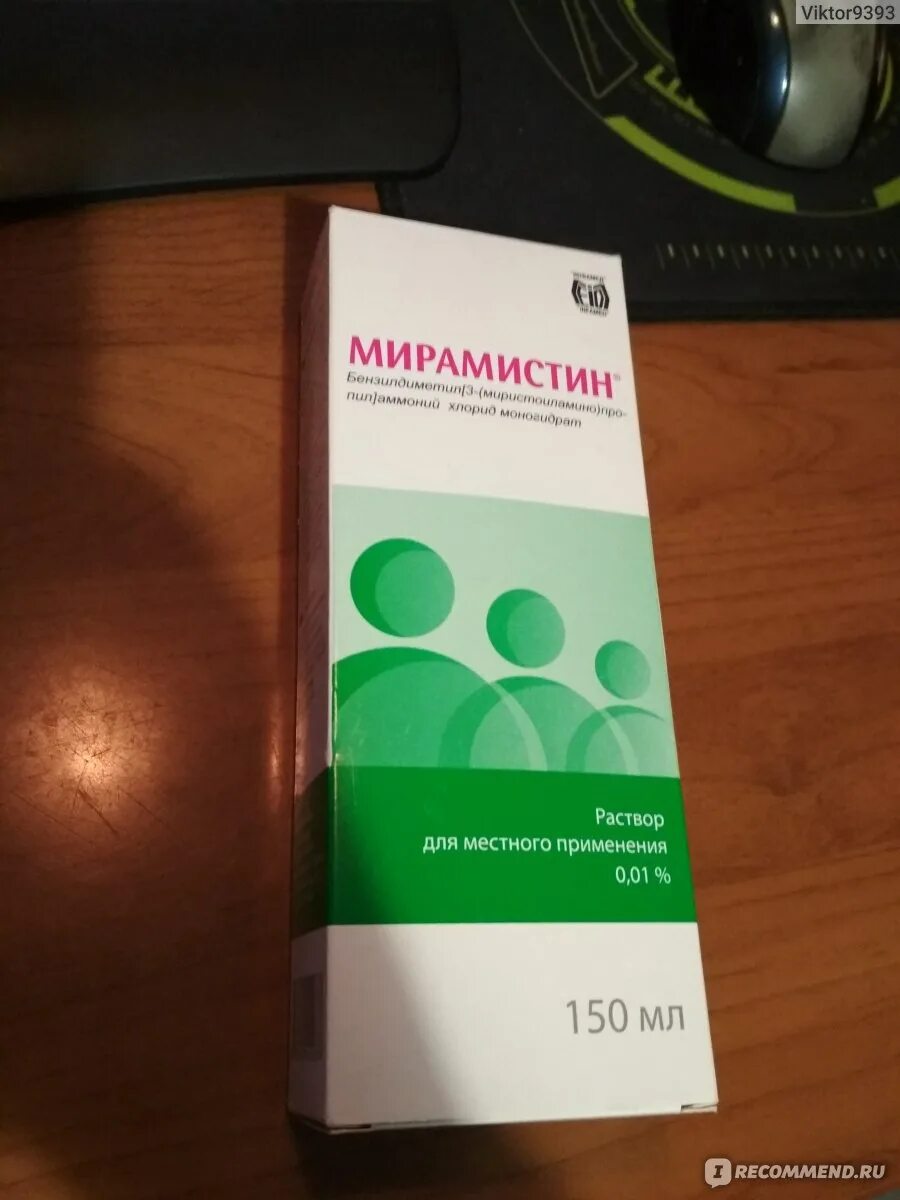 Viktor9393
МИРАМИСТИН®
Бензилдиметил[3-(миристоиламино)про-
пил]аммоний хлорид моногидрат
Раствор
для местного применения
0,01 %
150 мл
IRECOMMEND.RU